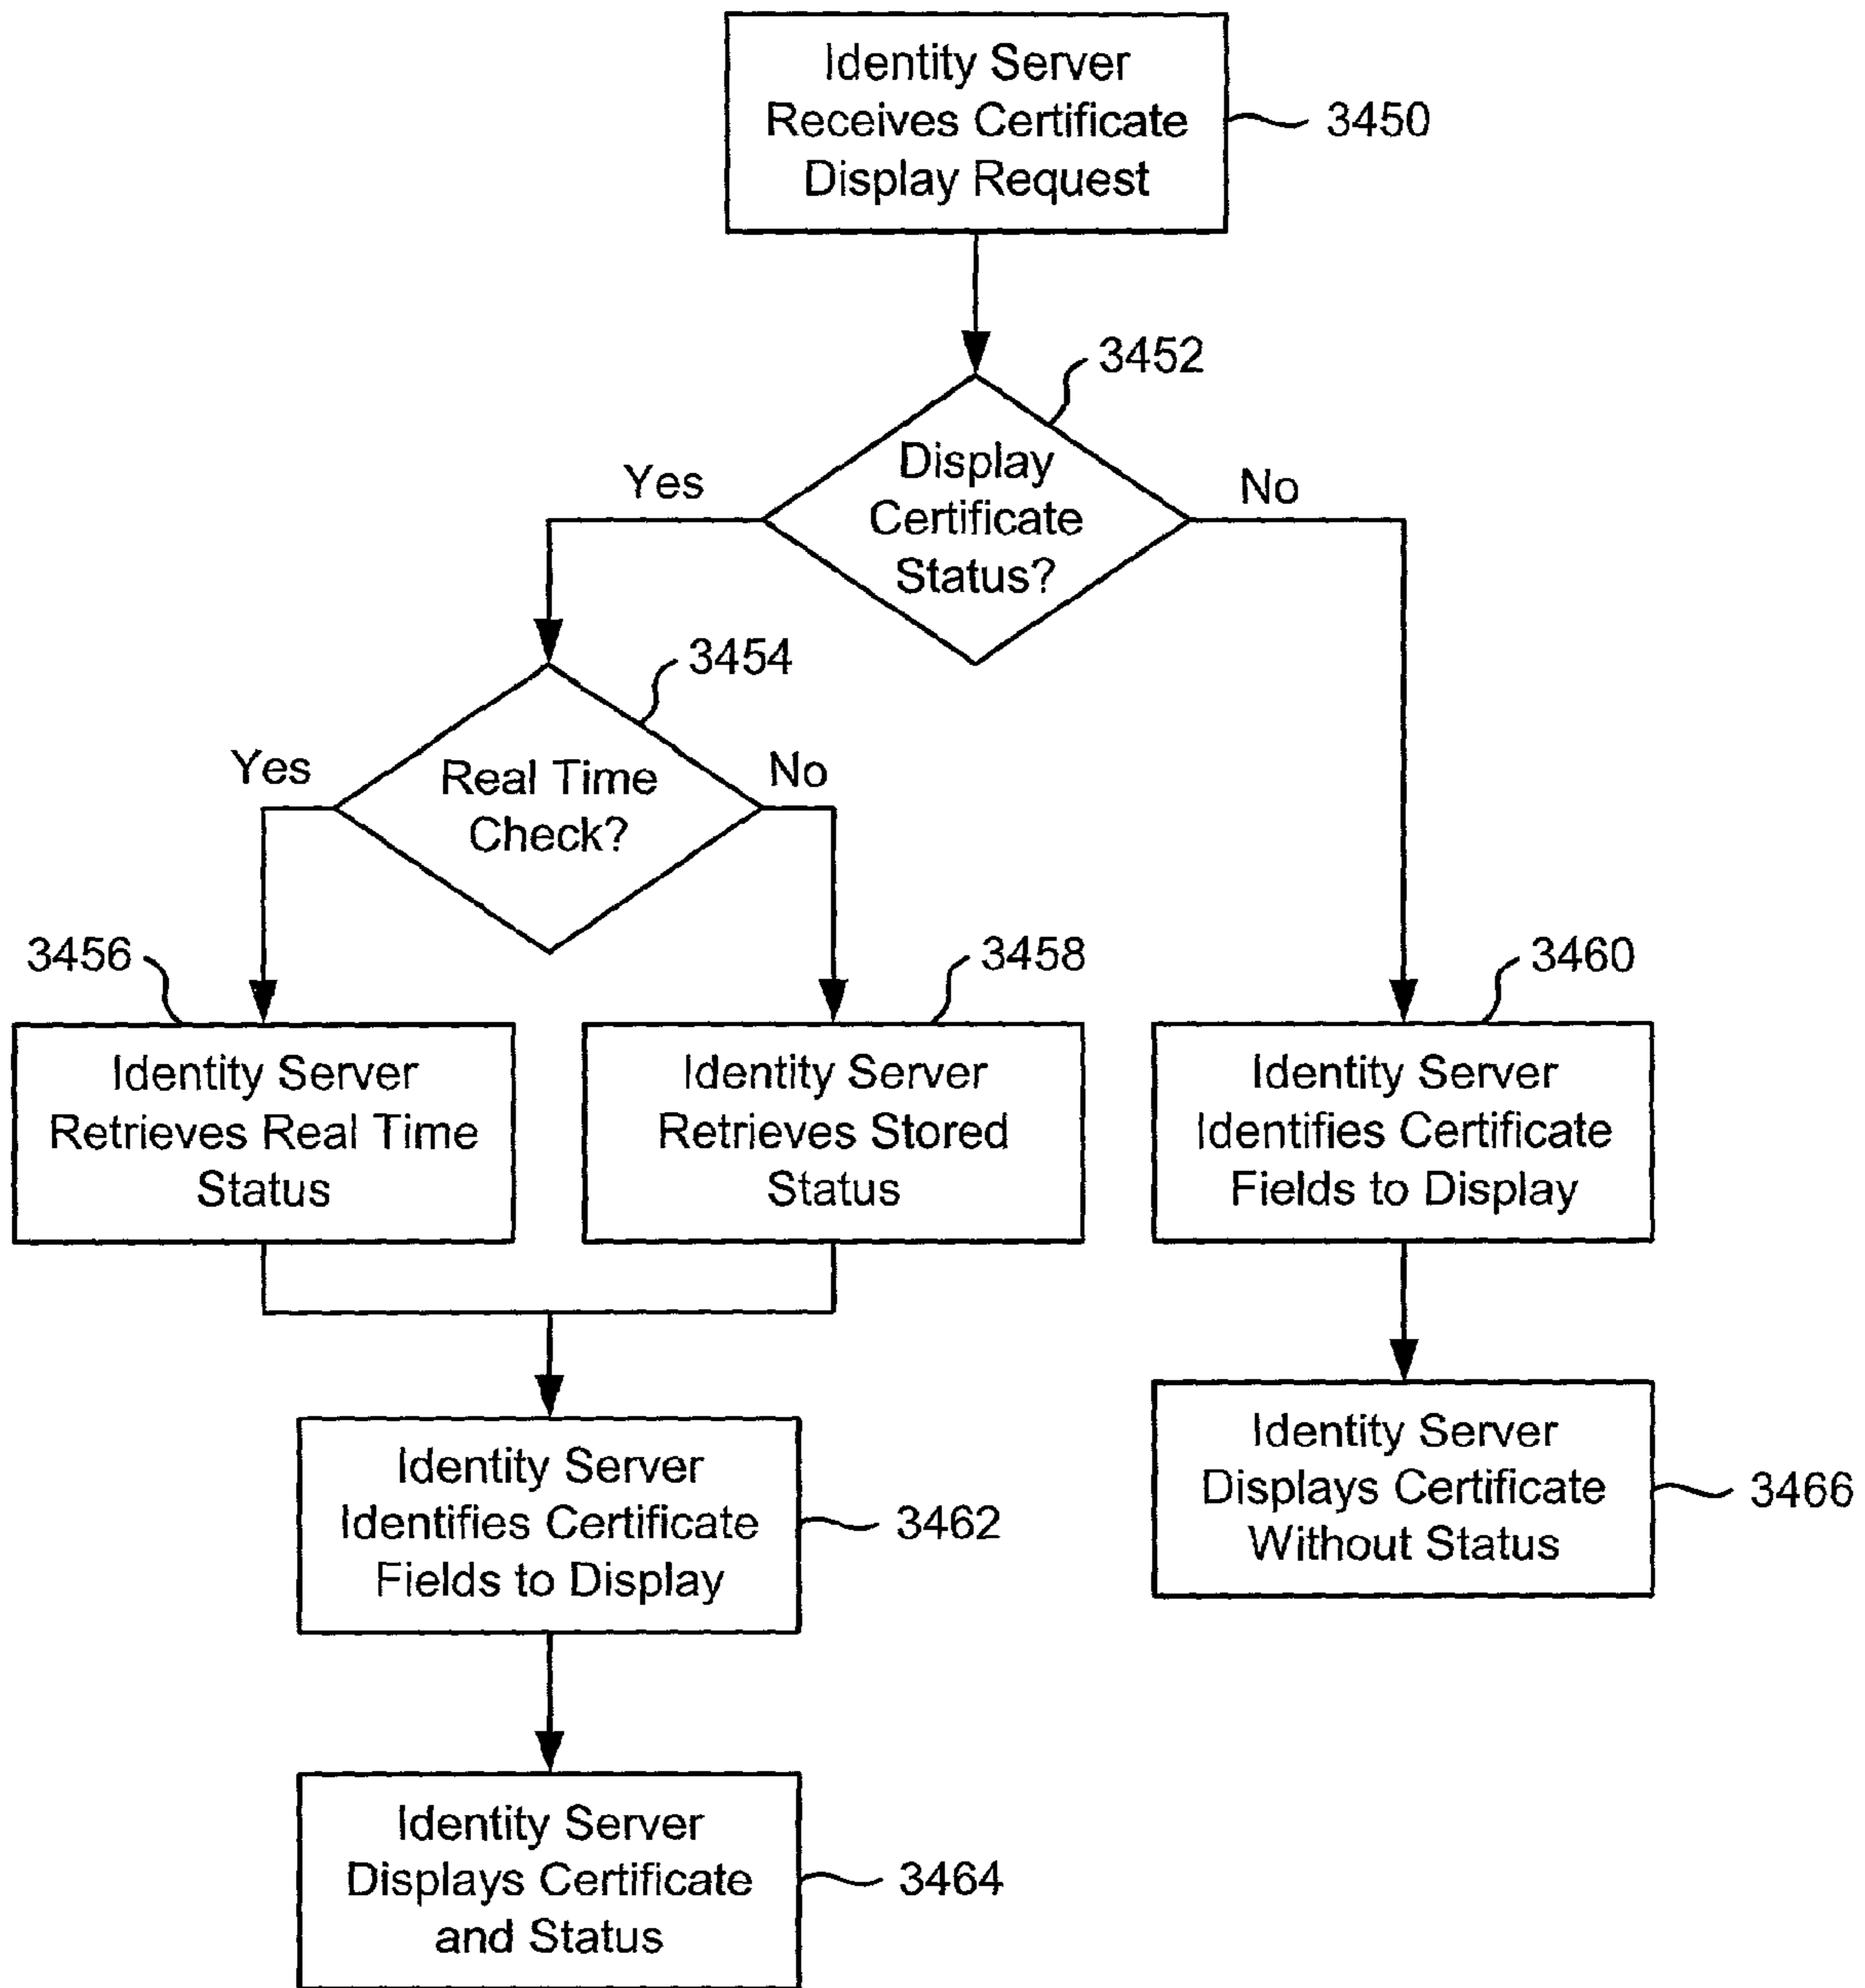 Identity Server
Receives Certificate
Display Request
3450
3452
Display
Certificate
Status?
Yes
No
3454
Real Time
Check?
Yes
No
3456
3458
3460
Identity Server
Retrieves Real Time
Status
Identity Server
Retrieves Stored
Status
Identity Server
Identifies Certificate
Fields to Display
Identity Server
Identifies Certificate
Fields to Display
3462
Identity Server
Displays Certificate
Without Status
3466
Identity Server
Displays Certificate
and Status
3464